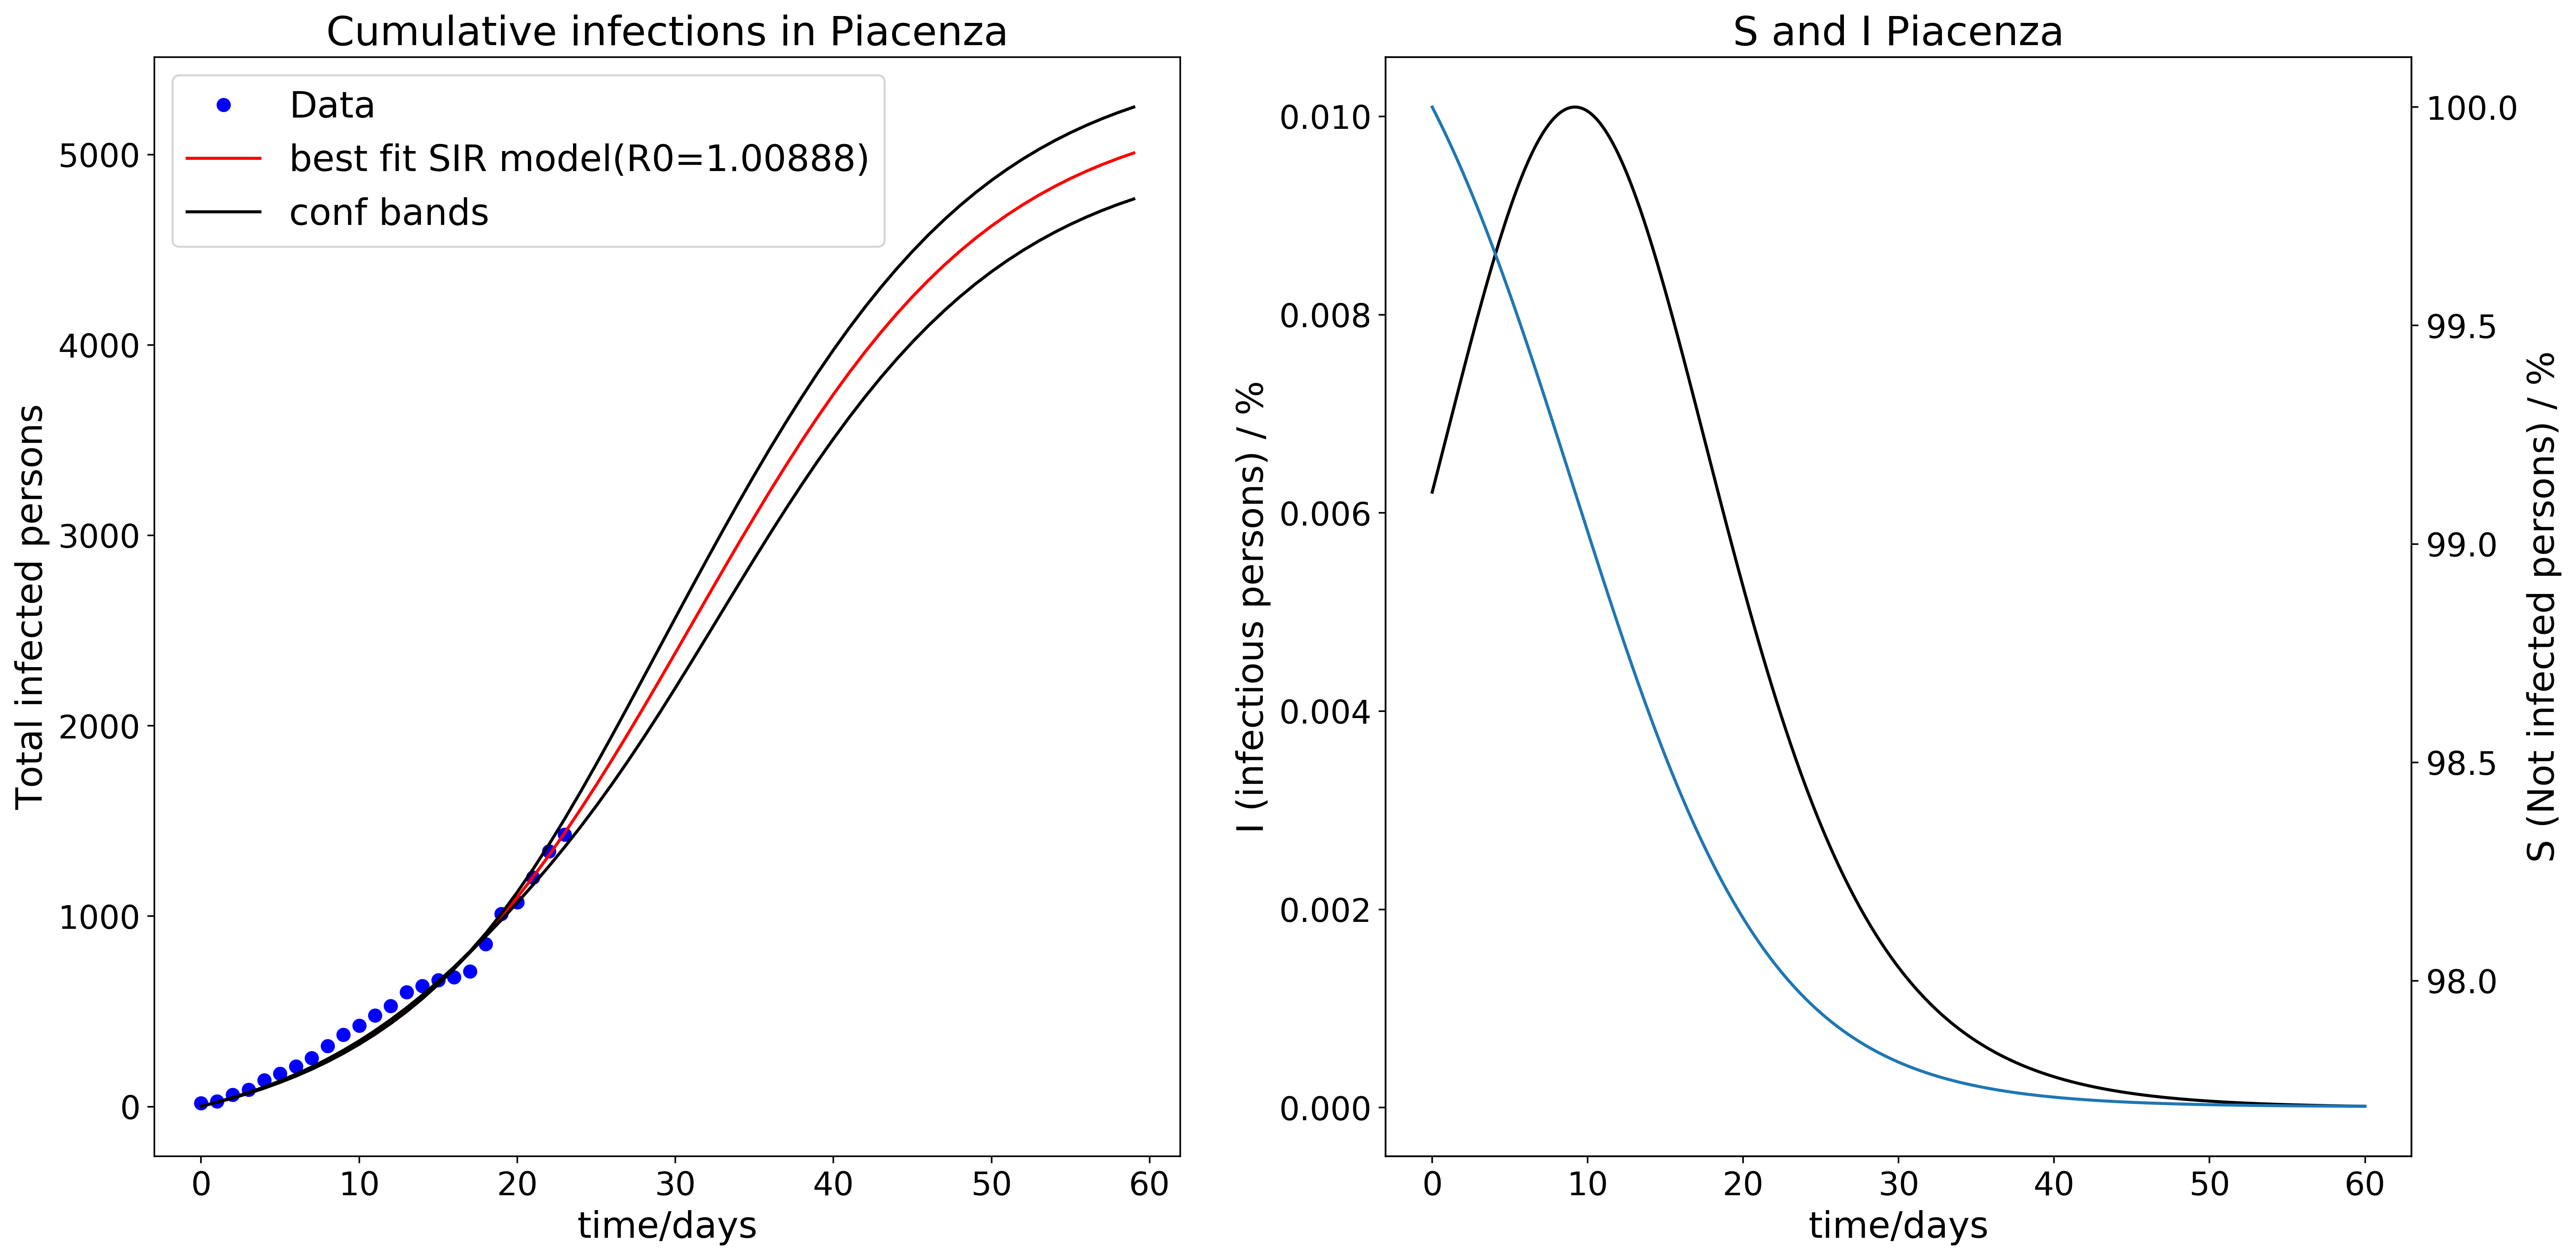 Cumulative infections in Piacenza
Data
best fit SIR model(R0=1.00888)
conf bands
Total infected persons
5000
4000
3000
2000
1000
0
0 10 20 30 40 50 60
time/days
S and I Piacenza
I (infectious persons) / %
0.010
0.008
0.006
0.004
0.002
0.000
100.0
99.5
99.0
98.5
98.0
S (Not infected persons) / %
0 10 20 30 40 50 60
time/days